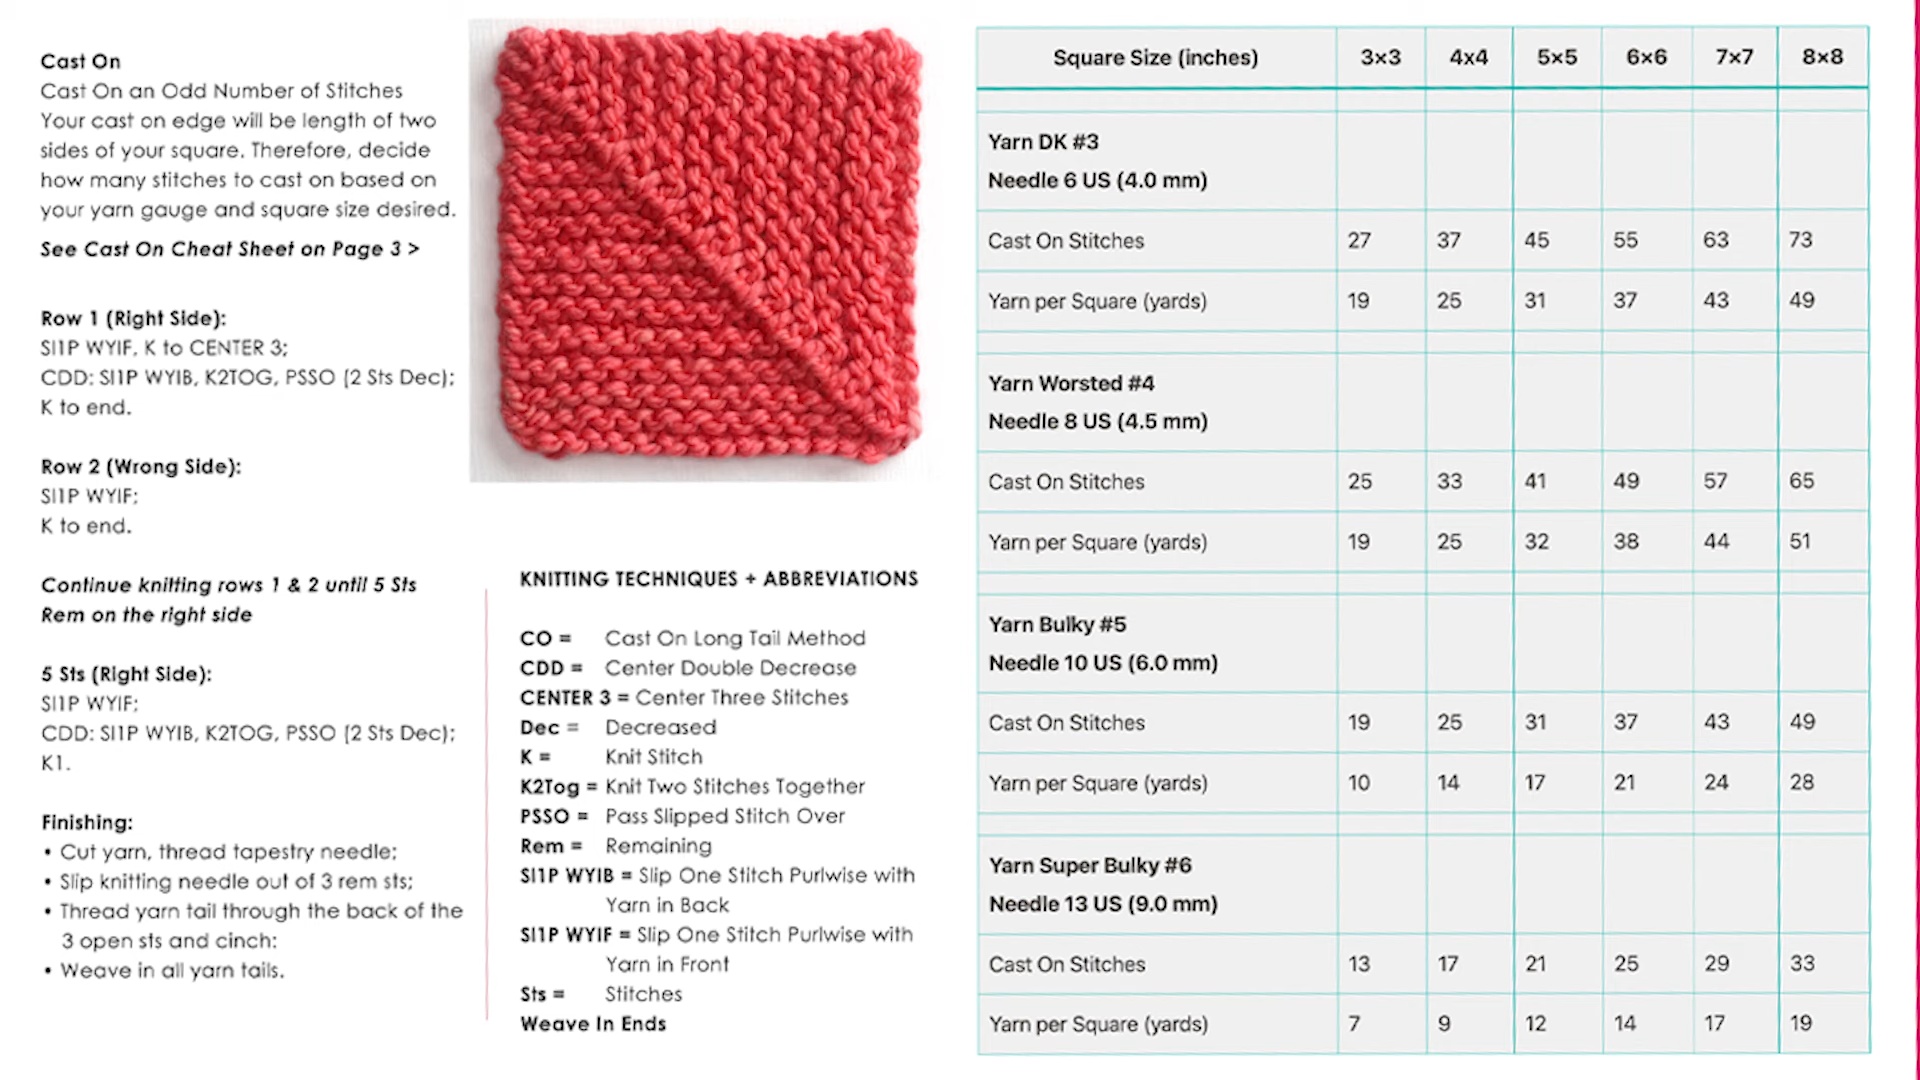 Cast On
Cast On an Odd Number of Stitches
Your cast on edge will be length of two
sides of your square. Therefore, decide
how many stitches to cast on based on
your yarn gauge and square size desired.
See Cast On Cheat Sheet on Page 3 >
Row 1 (Right Side):
Sl1P WYIF, K to CENTER 3;
CDD: Sl1P WYIB, K2TOG, PSSO (2 Sts Dec);
K to end.
Row 2 (Wrong Side):
Sl1P WYIF;
K to end.
Continue knitting rows 1 & 2 until 5 Sts
Rem on the right side
5 Sts (Right Side):
Sl1P WYIF;
CDD: Sl1P WYIB, K2TOG, PSSO (2 Sts Dec);
K1.
Finishing:
• Cut yarn, thread tapestry needle;
• Slip knitting needle out of 3 rem sts;
• Thread yarn tail through the back of the
3 open sts and cinch;
• Weave in all yarn tails.
KNITTING TECHNIQUES + ABBREVIATIONS
CO = Cast On Long Tail Method
CDD = Center Double Decrease
CENTER 3 = Center Three Stitches
Dec = Decreased
K = Knit Stitch
K2Tog = Knit Two Stitches Together
PSSO = Pass Slipped Stitch Over
Rem = Remaining
Sl1P WYIB = Slip One Stitch Purlwise with
Yarn in Back
Sl1P WYIF = Slip One Stitch Purlwise with
Yarn in Front
Sts = Stitches
Weave In Ends
Square Size (inches) 3×3 4x4 5×5 6×6 7×7 8×8
Yarn DK #3
Needle 6 US (4.0 mm)
Cast On Stitches 27 37 45 55 63 73
Yarn per Square (yards) 19 25 31 37 43 49
Yarn Worsted #4
Needle 8 US (4.5 mm)
Cast On Stitches 25 33 41 49 57 65
Yarn per Square (yards) 19 25 32 38 44 51
Yarn Bulky #5
Needle 10 US (6.0 mm)
Cast On Stitches 19 25 31 37 43 49
Yarn per Square (yards) 10 14 17 21 24 28
Yarn Super Bulky #6
Needle 13 US (9.0 mm)
Cast On Stitches 13 17 21 25 29 33
Yarn per Square (yards) 7 9 12 14 17 19